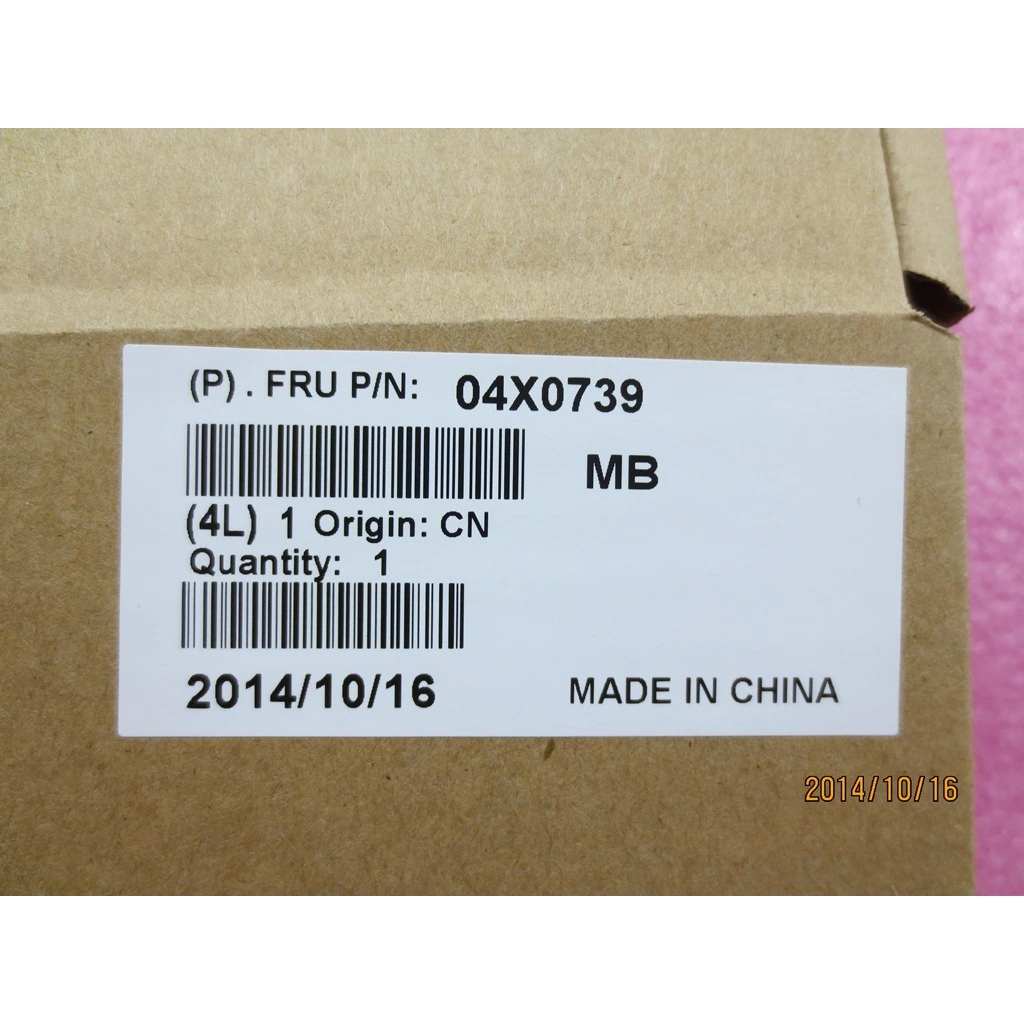 (P) . FRU P/N: 04X0739
MB
(4L) 1 Origin: CN
Quantity: 1
2014/10/16 MADE IN CHINA
2014/10/16